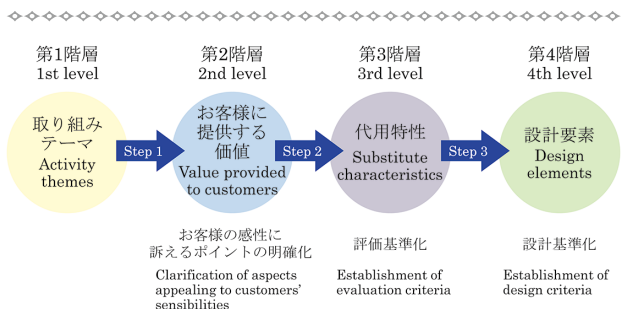 第1階層
1st level
第2階層
2nd level
第3階層
3rd level
第4階層
4th level
取り組み
テーマ
Activity
themes
Step 1
お客様に
提供する
価値
Value provided
to customers
Step 2
代用特性
Substitute
characteristics
Step 3
設計要素
Design
elements
お客様の感性に
訴えるポイントの明確化
Clarification of aspects
appealing to customers’
sensibilities
評価基準化
Establishment of
evaluation criteria
設計基準化
Establishment of
design criteria